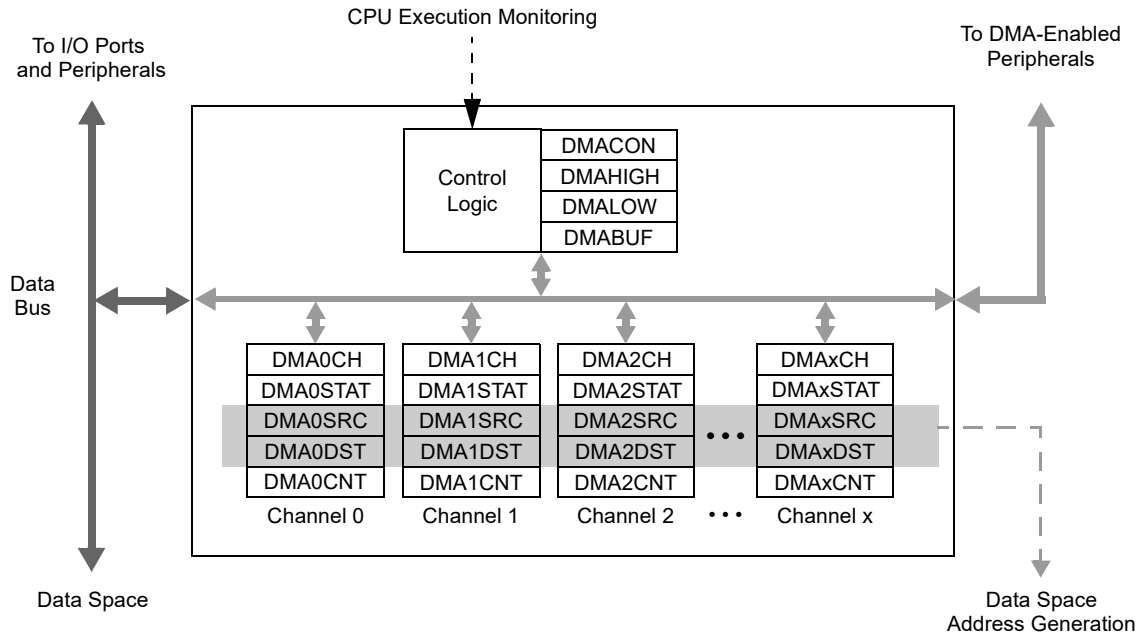 CPU Execution Monitoring
To I/O Ports
and Peripherals
To DMA-Enabled
Peripherals
Control
Logic
DMACON
DMAHIGH
DMALOW
DMABUF
Data
Bus
DMA0CH
DMA0STAT
DMA0SRC
DMA0DST
DMA0CNT
Channel 0
DMA1CH
DMA1STAT
DMA1SRC
DMA1DST
DMA1CNT
Channel 1
DMA2CH
DMA2STAT
DMA2SRC
DMA2DST
DMA2CNT
Channel 2
• • •
• • •
DMAxCH
DMAxSTAT
DMAxSRC
DMAxDST
DMAxCNT
Channel x
Data Space
Data Space
Address Generation